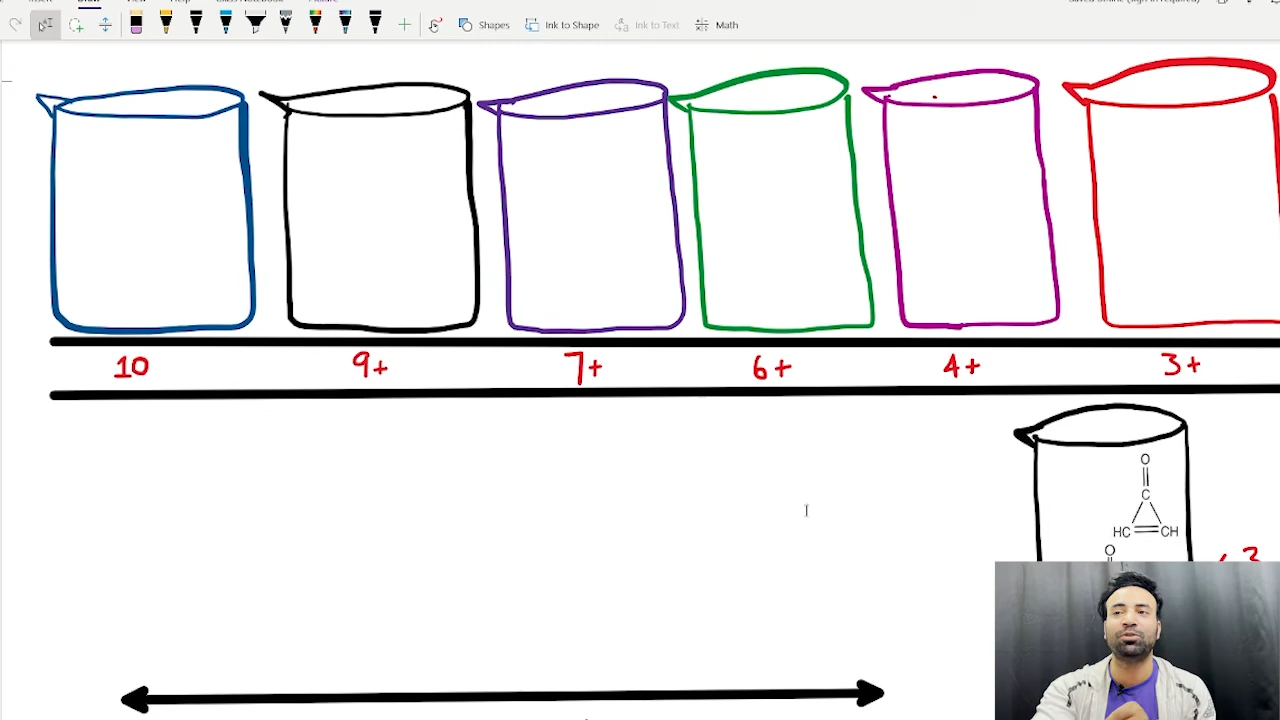 Shapes Ink to Shape Ink to Text Math
10 9+ 7+ 6+ 4+ 3+
O
C
HC CH
O